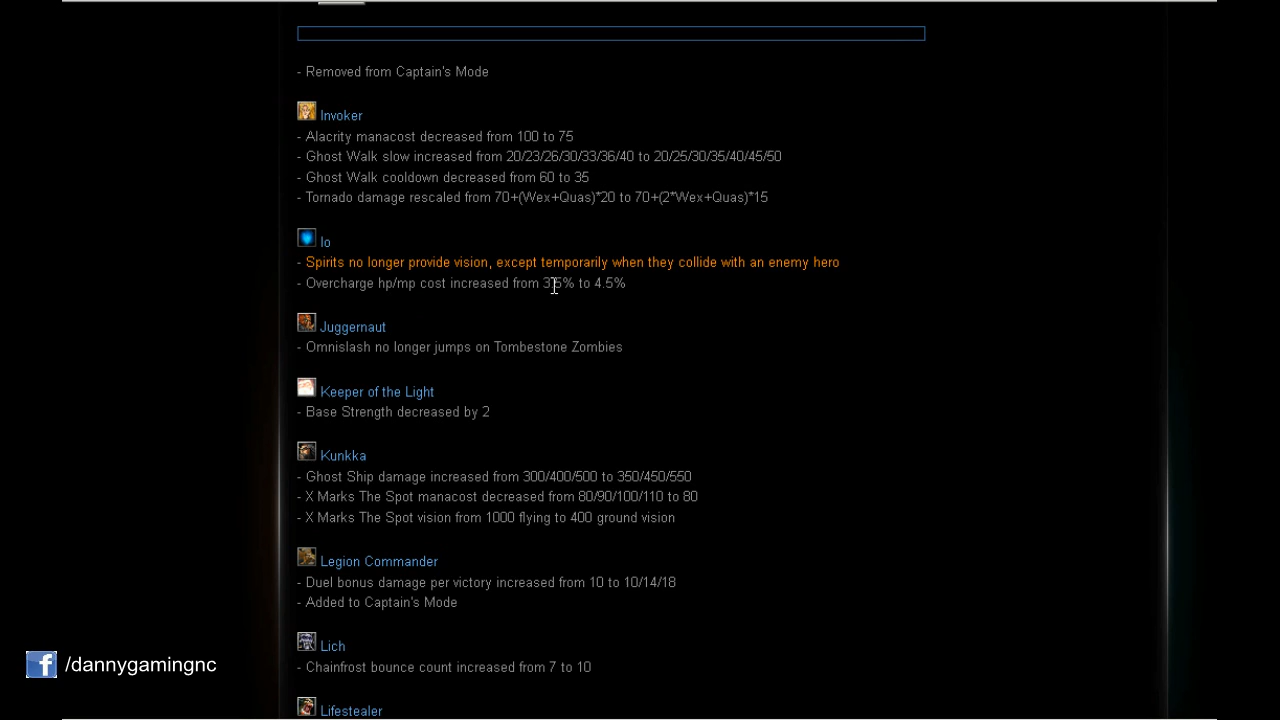 - Removed from Captain's Mode
Invoker
- Alacrity manacost decreased from 100 to 75
- Ghost Walk slow increased from 20/23/26/30/33/36/40 to 20/25/30/35/40/45/50
- Ghost Walk cooldown decreased from 60 to 35
- Tornado damage rescaled from 70+(Wex+Quas)*20 to 70+(2*Wex+Quas)*15
Io
- Spirits no longer provide vision, except temporarily when they collide with an enemy hero
- Overcharge hp/mp cost increased from 3.5% to 4.5%
Juggernaut
- Omnislash no longer jumps on Tombestone Zombies
Keeper of the Light
- Base Strength decreased by 2
Kunkka
- Ghost Ship damage increased from 300/400/500 to 350/450/550
- X Marks The Spot manacost decreased from 80/90/100/110 to 80
- X Marks The Spot vision from 1000 flying to 400 ground vision
Legion Commander
- Duel bonus damage per victory increased from 10 to 10/14/18
- Added to Captain's Mode
Lich
- Chainfrost bounce count increased from 7 to 10
Lifestealer
f /dannygamingnc